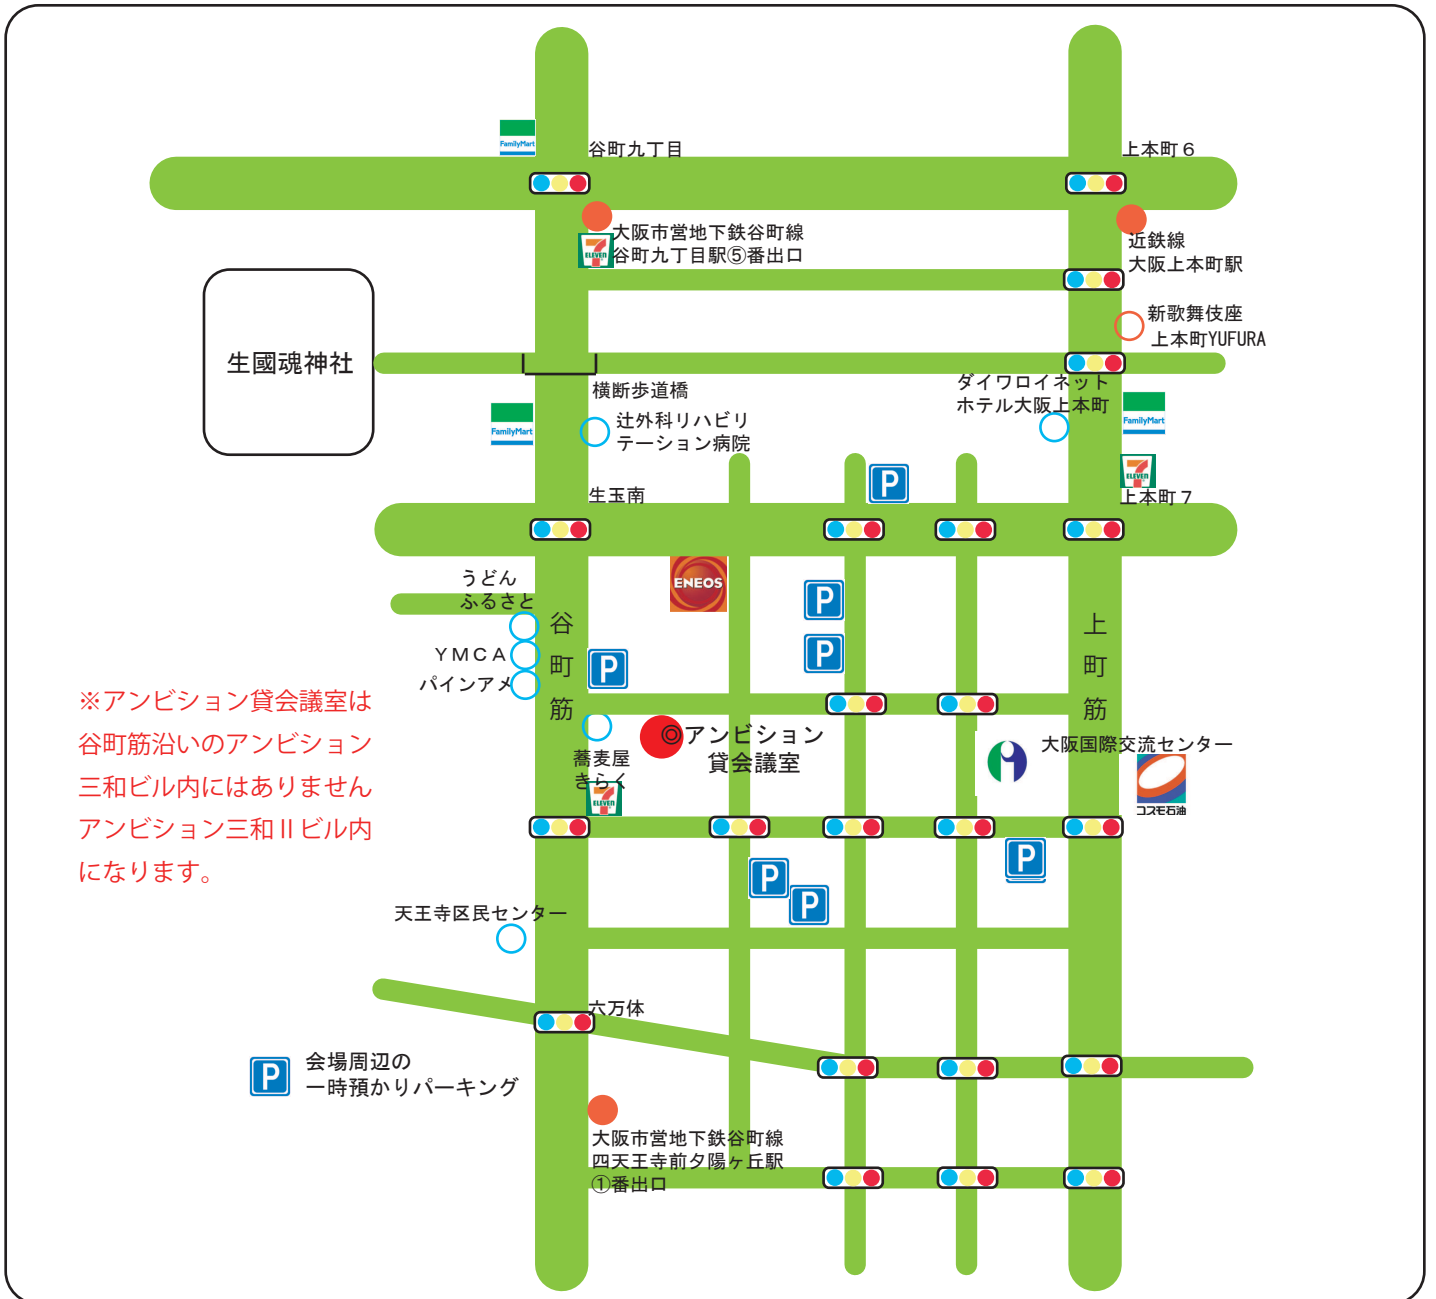 FamilyMart
谷町九丁目
上本町6
大阪市営地下鉄谷町線
谷町九丁目駅⑤番出口
7
ELEVEN
近鉄線
大阪上本町駅
新歌舞伎座
上本町YUFURA
生國魂神社
横断歩道橋
ダイワロイネット
ホテル大阪上本町
FamilyMart
辻外科リハビリ
テーション病院
FamilyMart
7
ELEVEN
P
生玉南
上本町7
ENEOS
うどん
ふるさと
P
谷町筋
上町筋
YMCA
P
P
パインアメ
※アンビション貸会議室は
谷町筋沿いのアンビション
三和ビル内にはありません
アンビション三和Ⅱビル内
になります。
◎アンビション
貸会議室
蕎麦屋
きらく
7
ELEVEN
大阪国際交流センター
コスモ石油
P
P
P
天王寺区民センター
六万体
P
会場周辺の
一時預かりパーキング
大阪市営地下鉄谷町線
四天王寺前夕陽ヶ丘駅
①番出口